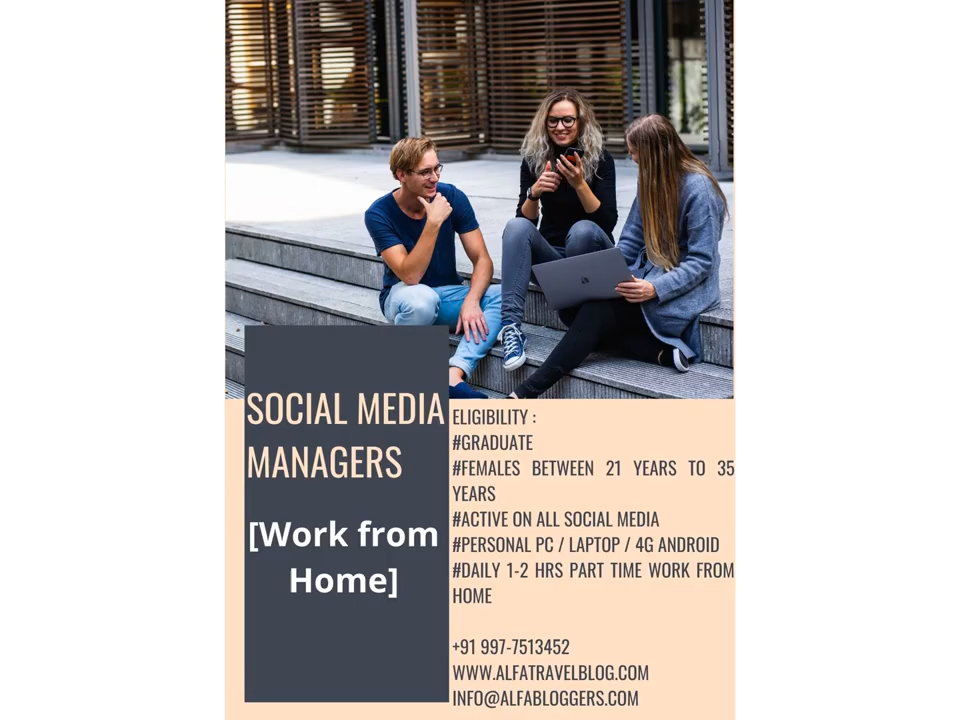 SOCIAL MEDIA
MANAGERS
[Work from
Home]
ELIGIBILITY :
#GRADUATE
#FEMALES BETWEEN 21 YEARS TO 35
YEARS
#ACTIVE ON ALL SOCIAL MEDIA
#PERSONAL PC / LAPTOP / 4G ANDROID
#DAILY 1-2 HRS PART TIME WORK FROM
HOME
+91 997-7513452
WWW.ALFATRAVELBLOG.COM
INFO@ALFABLOGGERS.COM